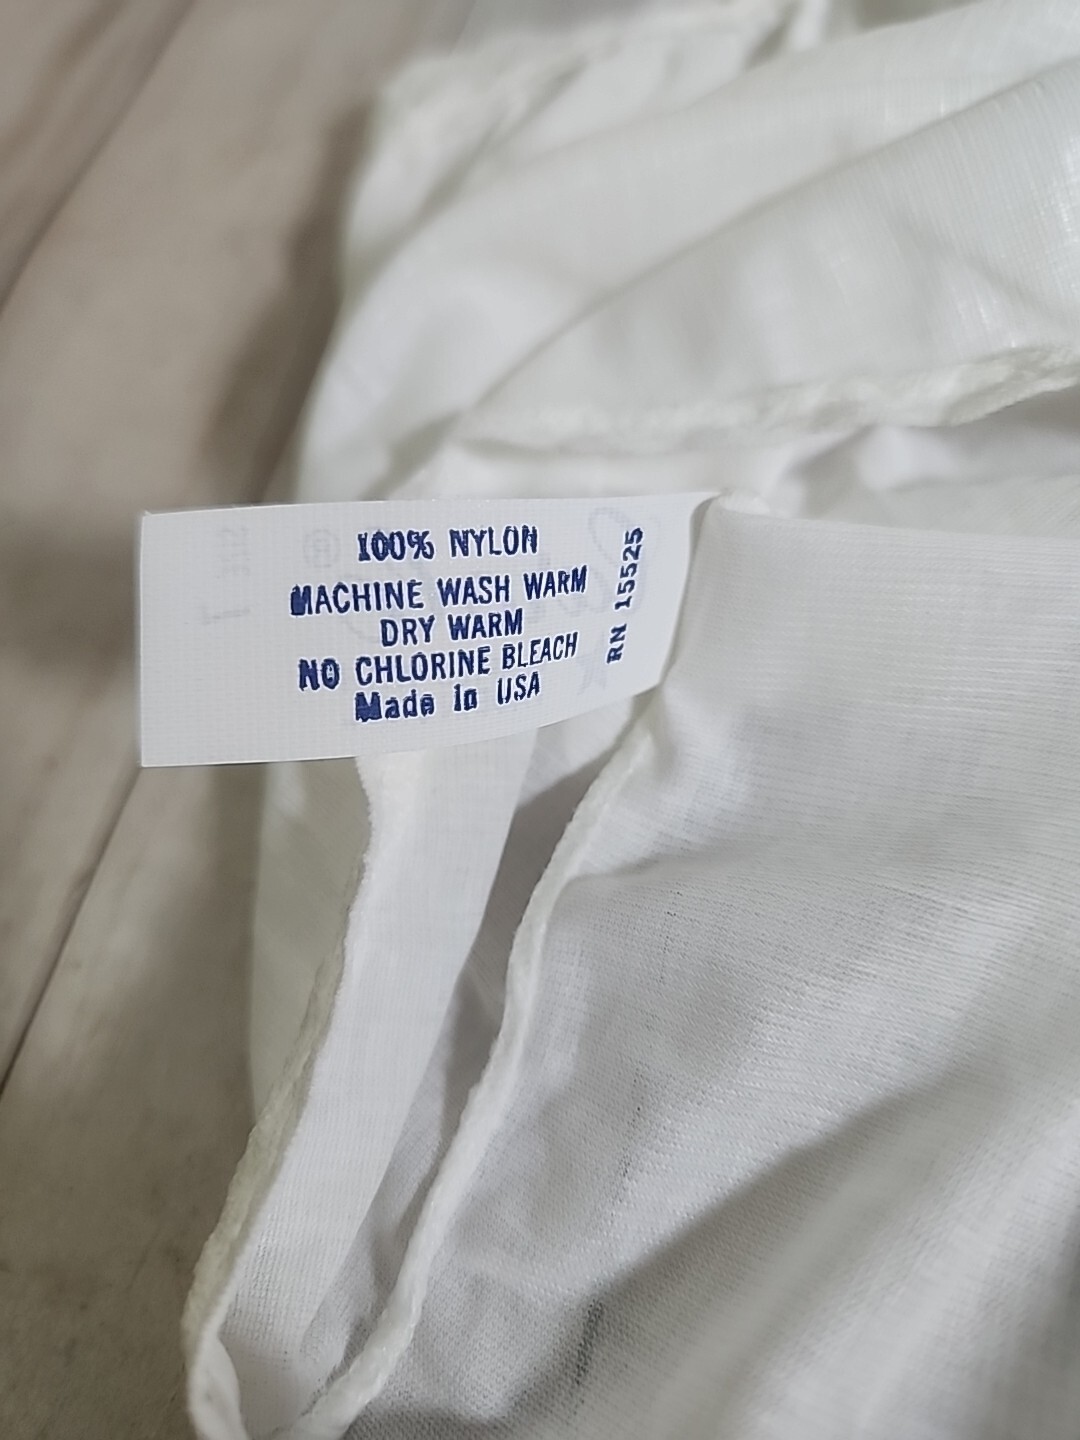 100% NYLON
MACHINE WASH WARM
DRY WARM
NO CHLORINE BLEACH
Made in USA
RN 15525